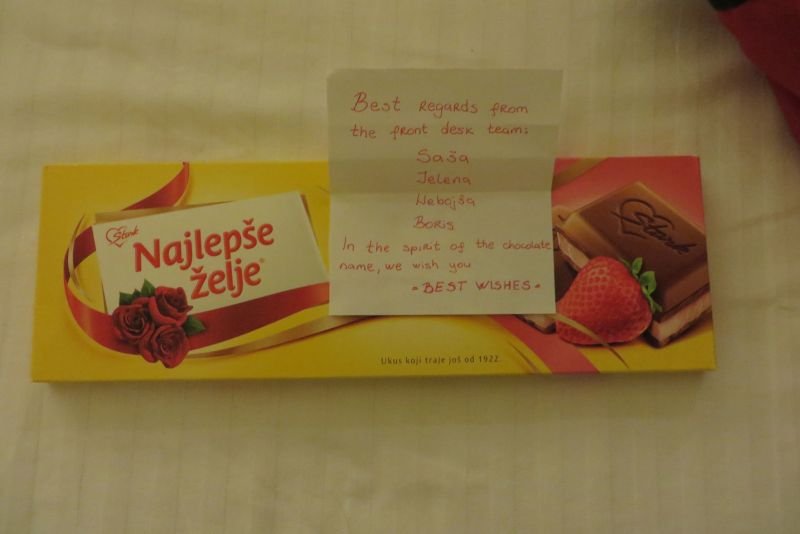 Best regards from
the front desk team:
Saša
Jelena
Nebojša
Boris
In the spirit of the chocolate
name, we wish you
"BEST WISHES"
Štark
Najlepše
želje®
Štark
Ukus koji traje još od 1922.